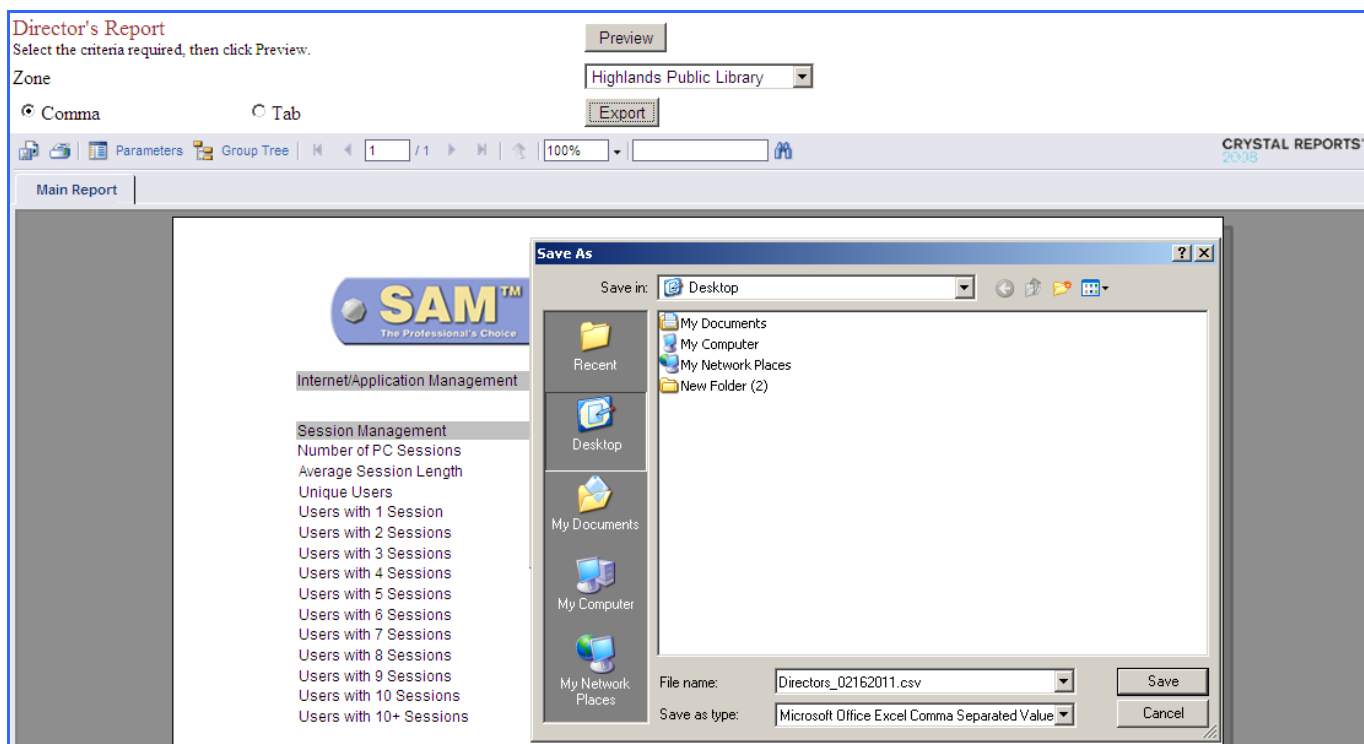 Director's Report
Select the criteria required, then click Preview.
Preview
Zone
Highlands Public Library
Comma
Tab
Export
Parameters
Group Tree
1
/ 1
100%
CRYSTAL REPORTS
2008
Main Report
SAM™
The Professional's Choice
Internet/Application Management
Session Management
Number of PC Sessions
Average Session Length
Unique Users
Users with 1 Session
Users with 2 Sessions
Users with 3 Sessions
Users with 4 Sessions
Users with 5 Sessions
Users with 6 Sessions
Users with 7 Sessions
Users with 8 Sessions
Users with 9 Sessions
Users with 10 Sessions
Users with 10+ Sessions
Save As
Save in:
Desktop
Recent
Desktop
My Documents
My Computer
My Network
Places
My Documents
My Computer
My Network Places
New Folder (2)
File name:
Directors_02162011.csv
Save
Save as type:
Microsoft Office Excel Comma Separated Value
Cancel